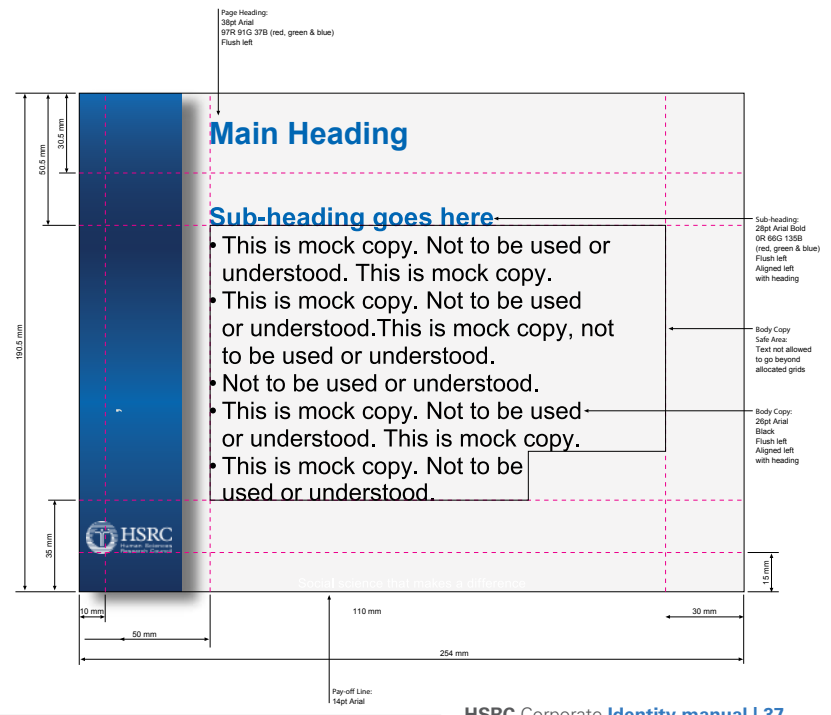 Page Heading:
38pt Arial
97R 91G 37B (red, green & blue)
Flush left
30.5 mm
50.5 mm
190.5 mm
Main Heading
Sub-heading goes here
• This is mock copy. Not to be used or
understood. This is mock copy.
• This is mock copy. Not to be used
or understood.This is mock copy, not
to be used or understood.
• Not to be used or understood.
• This is mock copy. Not to be used
or understood. This is mock copy.
• This is mock copy. Not to be
used or understood.
Sub-heading:
28pt Arial Bold
0R 66G 135B
(red, green & blue)
Flush left
Aligned left
with heading
Body Copy
Safe Area:
Text not allowed
to go beyond
allocated grids
Body Copy:
26pt Arial
Black
Flush left
Aligned left
with heading
HSRC
Human Sciences
Research Council
35 mm
15 mm
Social science that makes a difference
10 mm
110 mm
30 mm
50 mm
254 mm
Pay-off Line:
14pt Arial
HSRC Corporate Identity manual | 37